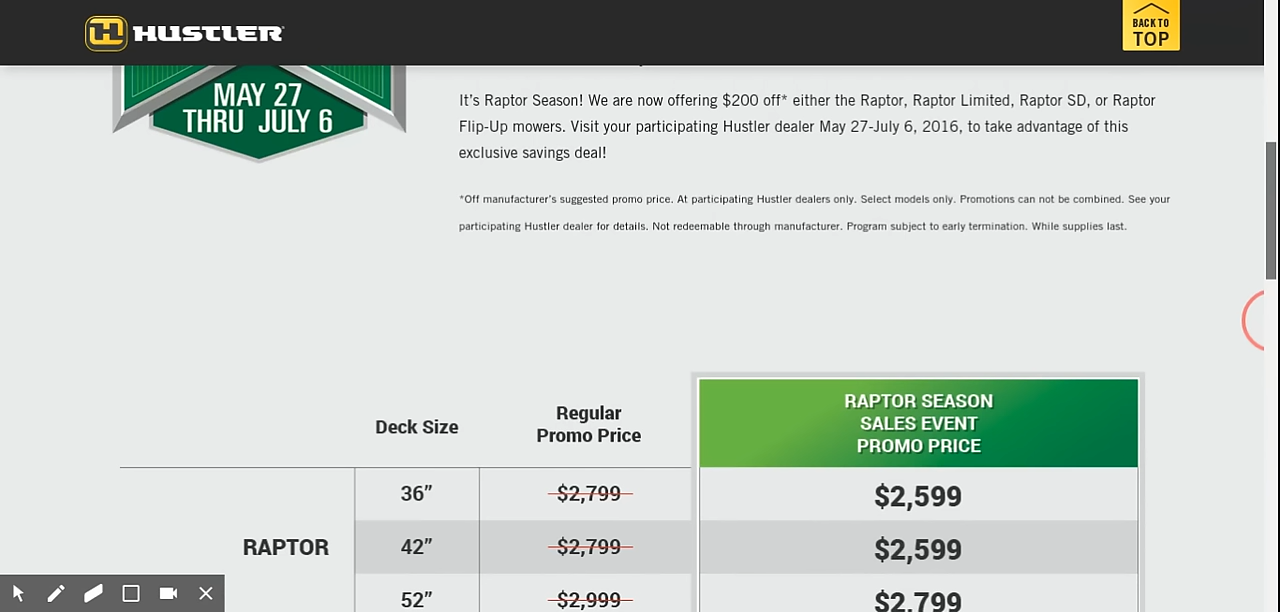 HUSTLER
BACK TO
TOP
MAY 27
THRU JULY 6
It's Raptor Season! We are now offering $200 off* either the Raptor, Raptor Limited, Raptor SD, or Raptor
Flip-Up mowers. Visit your participating Hustler dealer May 27-July 6, 2016, to take advantage of this
exclusive savings deal!
*Off manufacturer's suggested promo price. At participating Hustler dealers only. Select models only. Promotions can not be combined. See your
participating Hustler dealer for details. Not redeemable through manufacturer. Program subject to early termination. While supplies last.
Deck Size
Regular
Promo Price
RAPTOR SEASON
SALES EVENT
PROMO PRICE
36" $2,799 $2,599
RAPTOR 42" $2,799 $2,599
52" $2,999 $2,799